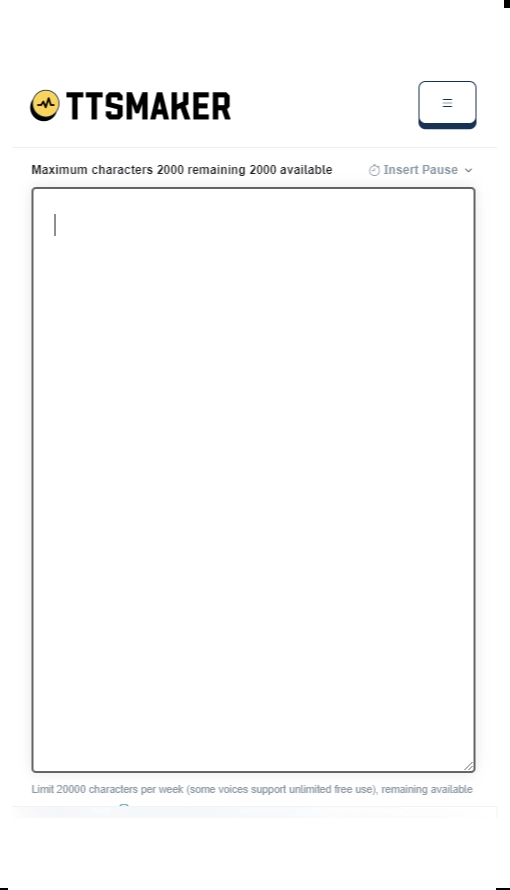 TTSMAKER
Maximum characters 2000 remaining 2000 available
Insert Pause
Limit 20000 characters per week (some voices support unlimited free use), remaining available